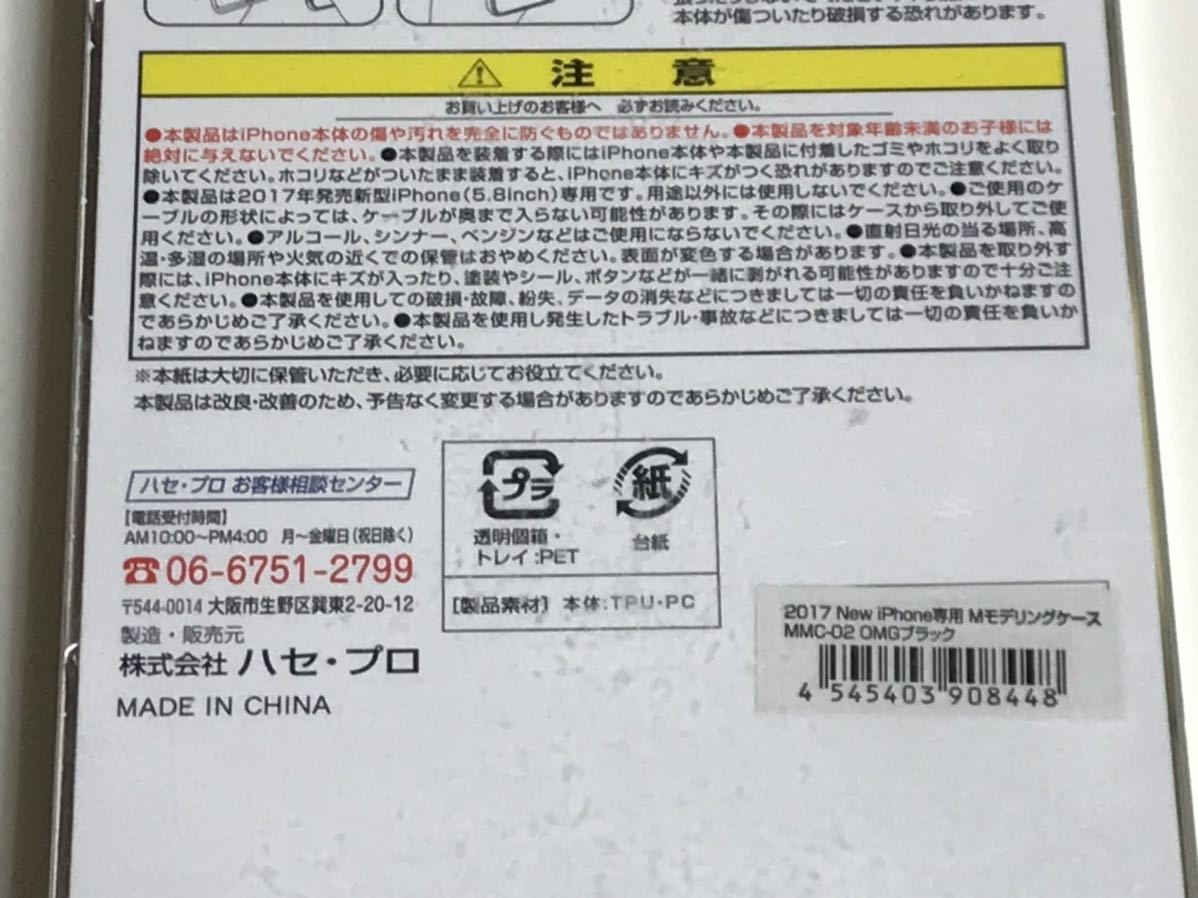 本体が傷ついたり破損する恐れがあります。
注 意
お買い上げのお客様へ 必ずお読みください。
●本製品はiPhone本体の傷や汚れを完全に防ぐものではありません。●本製品を対象年齢未満のお子様には
絶対に与えないでください。●本製品を装着する際にはiPhone本体や本製品に付着したゴミやホコリをよく取り
除いてください。ホコリなどがついたまま装着すると、iPhone本体にキズがつく恐れがありますのでご注意ください。
●本製品は2017年発売新型iPhone(5.8inch)専用です。用途以外には使用しないでください。●ご使用のケ
ーブルの形状によっては、ケーブルが奥まで入らない可能性があります。その際にはケースから取り外してご使
用ください。●アルコール、シンナー、ベンジンなどはご使用にならないでください。●直射日光の当る場所、高
温・多湿の場所や火気の近くでの保管はおやめください。表面が変色する場合があります。●本製品を取り外す
際には、iPhone本体にキズが入ったり、塗装やシール、ボタンなどが一緒に剥がれる可能性がありますので十分ご注
意ください。●本製品を使用しての破損・故障、紛失、データの消失などにつきましては一切の責任を負いかねますの
であらかじめご了承ください。●本製品を使用し発生したトラブル・事故などにつきましては一切の責任を負いか
ねますのであらかじめご了承ください。
※本紙は大切に保管いただき、必要に応じてお役立てください。
本製品は改良・改善のため、予告なく変更する場合がありますのであらかじめご了承ください。
ハセ・プロ お客様相談センター
【電話受付時間】
AM10:00〜PM4:00 月〜金曜日(祝日除く)
☎06-6751-2799
〒544-0014 大阪市生野区巽東2-20-12
製造・販売元
株式会社 ハセ・プロ
MADE IN CHINA
プラ
透明個箱・
トレイ:PET
紙
台紙
【製品素材】 本体:TPU・PC
2017 New iPhone専用 Mモデリングケース
MMC-02 OMGブラック
4 545403 908448